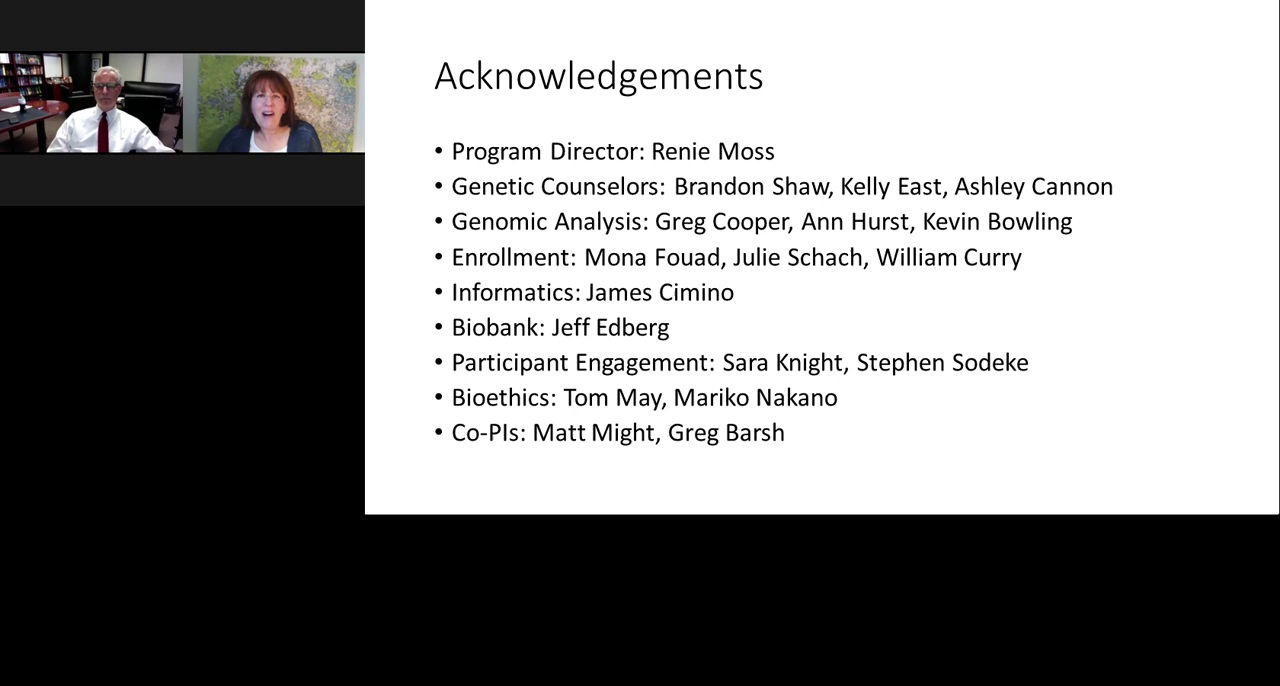 Acknowledgements
• Program Director: Renie Moss
• Genetic Counselors: Brandon Shaw, Kelly East, Ashley Cannon
• Genomic Analysis: Greg Cooper, Ann Hurst, Kevin Bowling
• Enrollment: Mona Fouad, Julie Schach, William Curry
• Informatics: James Cimino
• Biobank: Jeff Edberg
• Participant Engagement: Sara Knight, Stephen Sodeke
• Bioethics: Tom May, Mariko Nakano
• Co-PIs: Matt Might, Greg Barsh